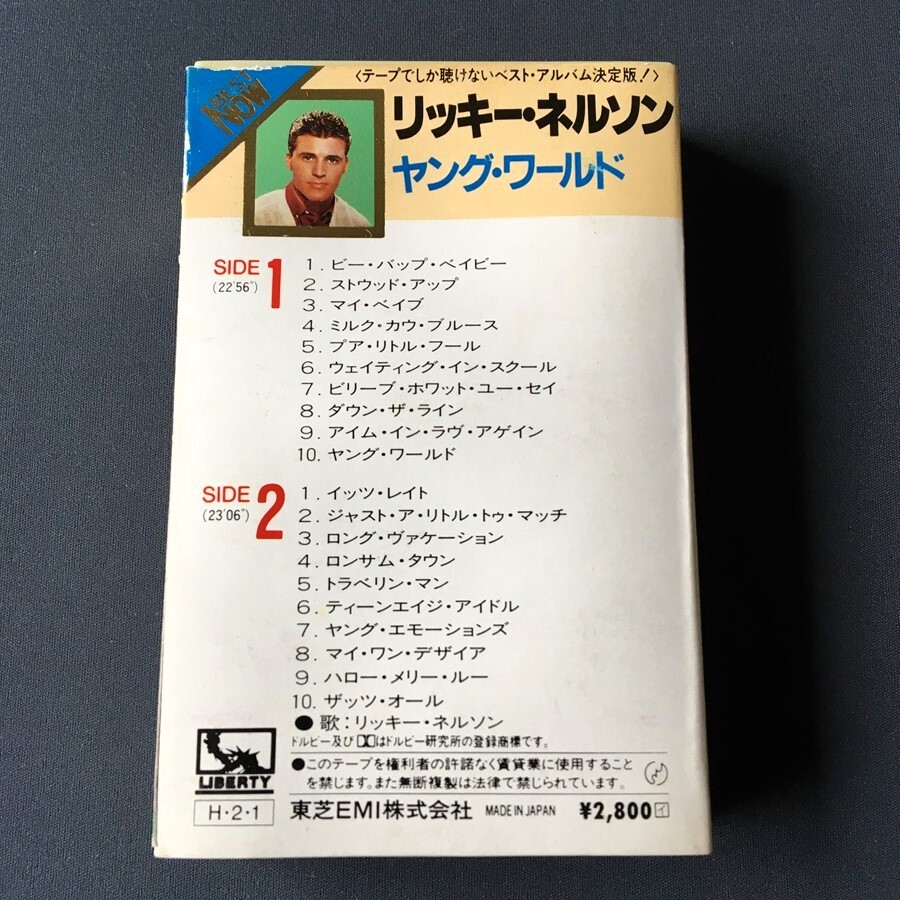 BEST NOW
〈テープでしか聴けないベスト・アルバム決定版！〉
リッキー・ネルソン
ヤング・ワールド
SIDE 1
(22'56")
1. ビー・バップ・ベイビー
2. ストウッド・アップ
3. マイ・ベイブ
4. ミルク・カウ・ブルース
5. プア・リトル・フール
6. ウェイティング・イン・スクール
7. ビリーブ・ホワット・ユー・セイ
8. ダウン・ザ・ライン
9. アイム・イン・ラヴ・アゲイン
10. ヤング・ワールド
SIDE 2
(23'06")
1. イッツ・レイト
2. ジャスト・ア・リトル・トゥ・マッチ
3. ロング・ヴァケーション
4. ロンサム・タウン
5. トラベリン・マン
6. ティーンエイジ・アイドル
7. ヤング・エモーションズ
8. マイ・ワン・デザイア
9. ハロー・メリー・ルー
10. ザッツ・オール
●歌：リッキー・ネルソン
ドルビー及びはドルビー研究所の登録商標です。
●このテープを権利者の許諾なく賃貸業に使用すること
を禁じます。また無断複製は法律で禁じられています。
LIBERTY
H・2・1
東芝EMI株式会社 MADE IN JAPAN ¥2,800イ